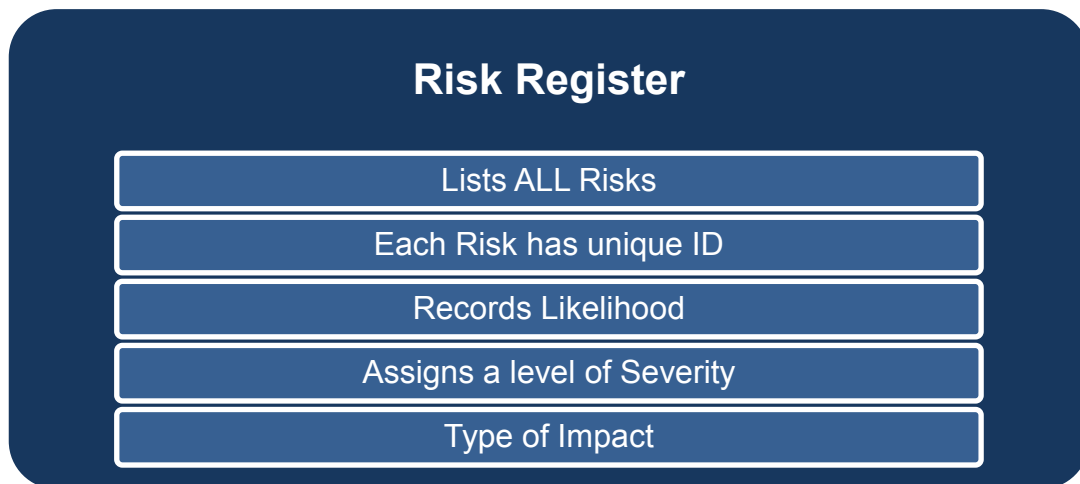 Risk Register
Lists ALL Risks
Each Risk has unique ID
Records Likelihood
Assigns a level of Severity
Type of Impact